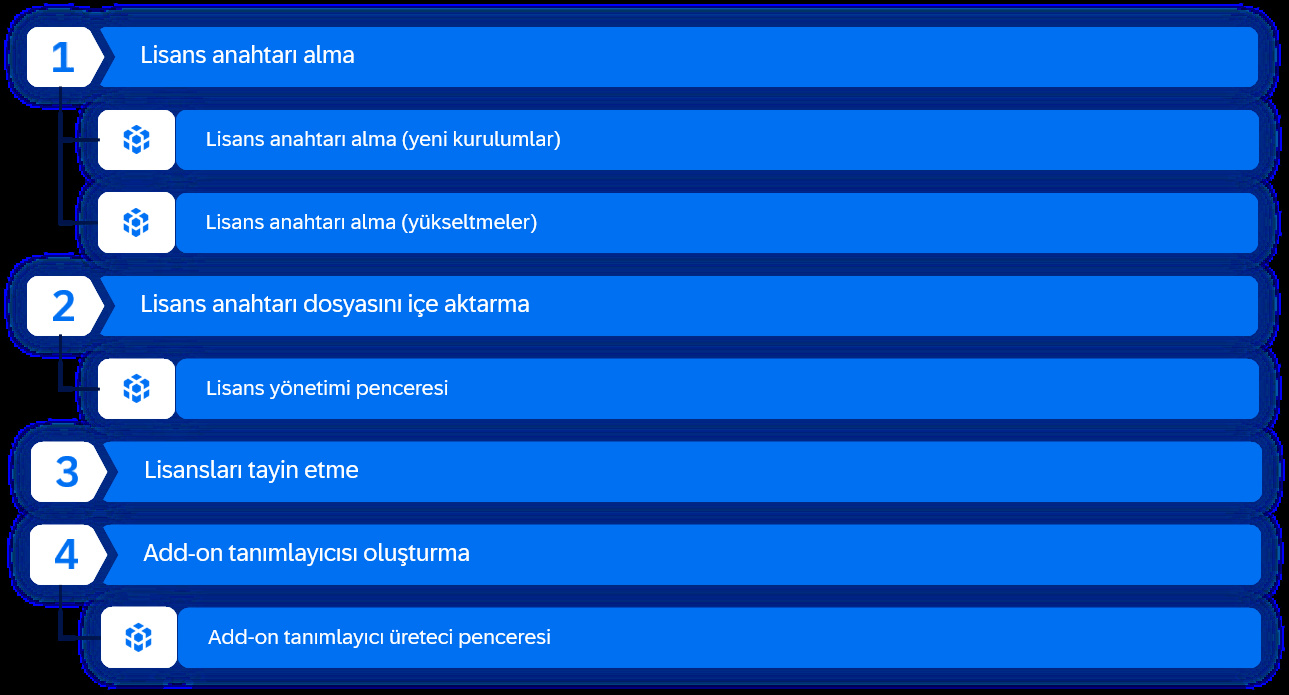 1 Lisans anahtarı alma
Lisans anahtarı alma (yeni kurulumlar)
Lisans anahtarı alma (yükseltmeler)
2 Lisans anahtarı dosyasını içe aktarma
Lisans yönetimi penceresi
3 Lisansları tayin etme
4 Add-on tanımlayıcısı oluşturma
Add-on tanımlayıcı üreteci penceresi